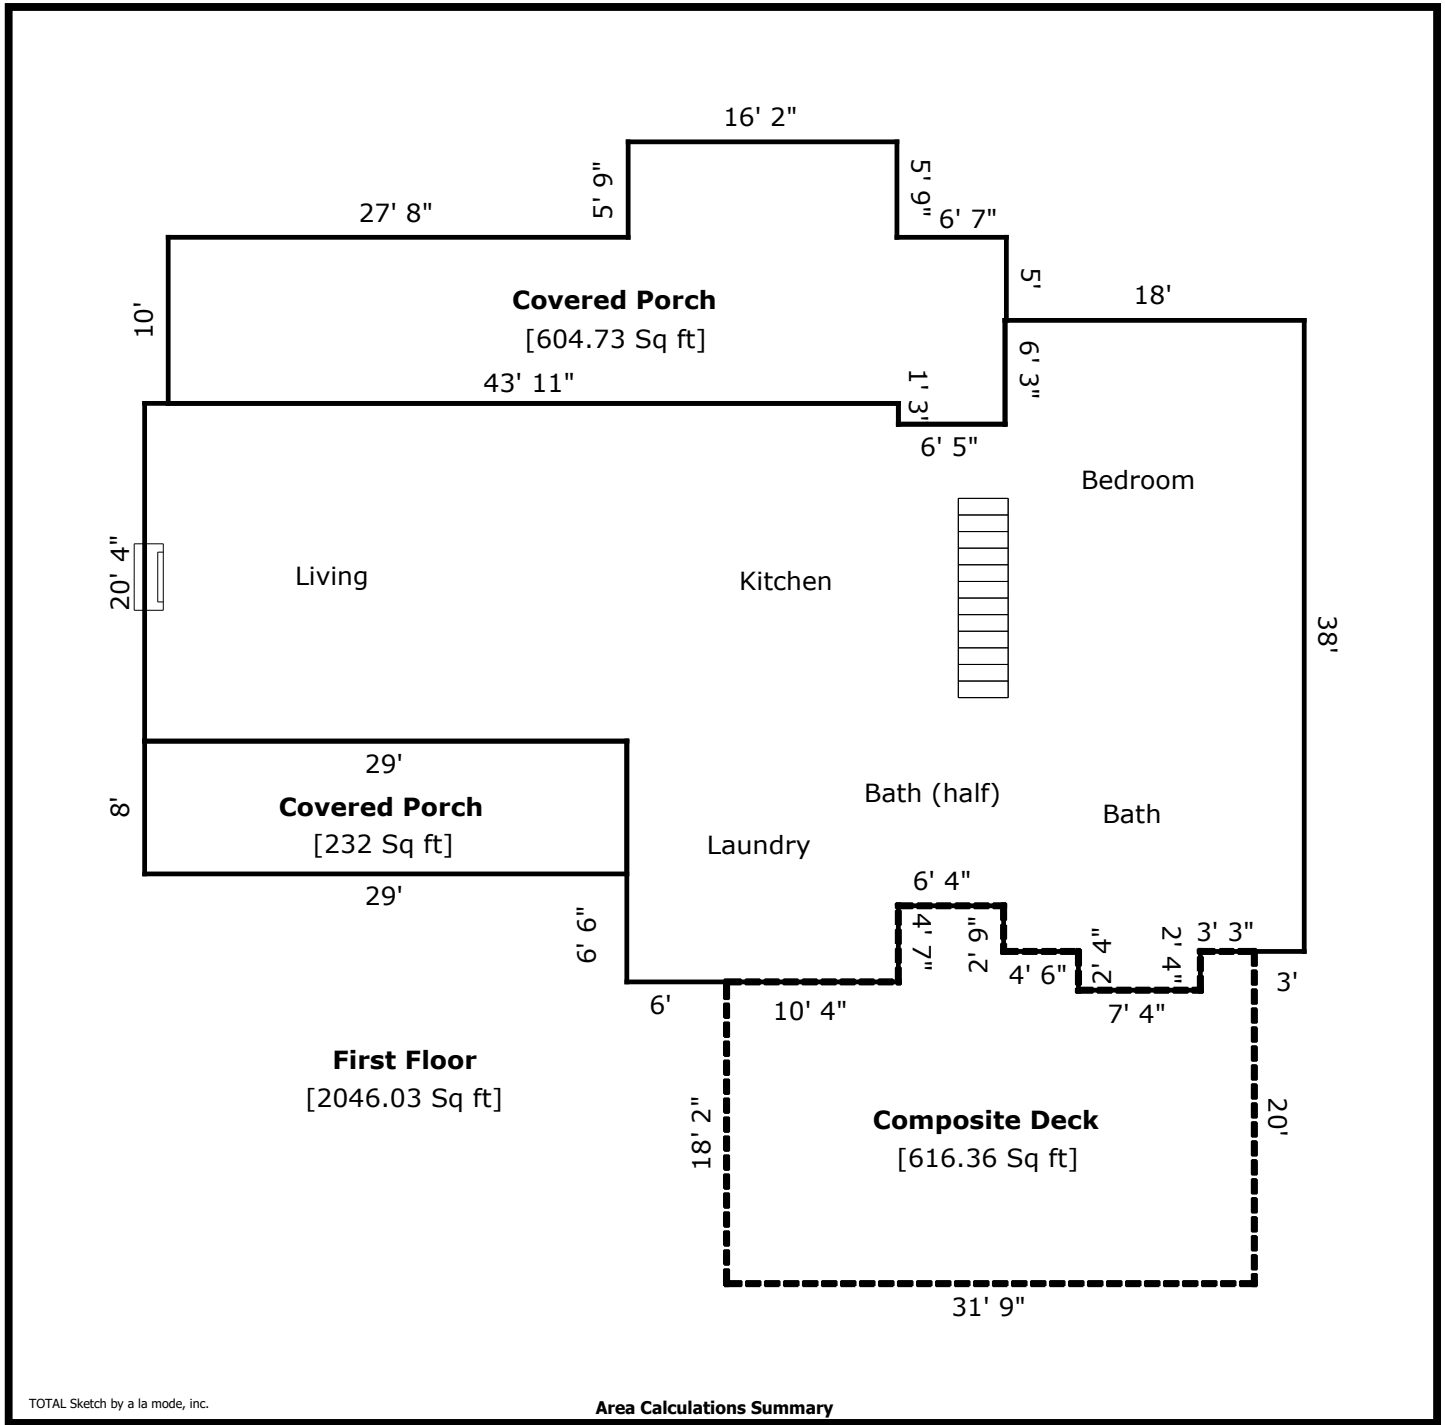 16' 2"
5' 9"
5' 9"
27' 8"
6' 7"
5'
18'
10'
Covered Porch
[604.73 Sq ft]
6' 3"
43' 11"
1' 3'
6' 5"
Bedroom
20' 4"
Living
Kitchen
38'
29'
8'
Covered Porch
[232 Sq ft]
29'
Bath (half)
Bath
Laundry
6' 4"
6' 6"
4' 7"
2' 9"
4' 6"
2' 4"
2' 4"
3' 3"
6'
10' 4"
7' 4"
3'
First Floor
[2046.03 Sq ft]
18' 2"
Composite Deck
[616.36 Sq ft]
20'
31' 9"
TOTAL Sketch by a la mode, inc.
Area Calculations Summary